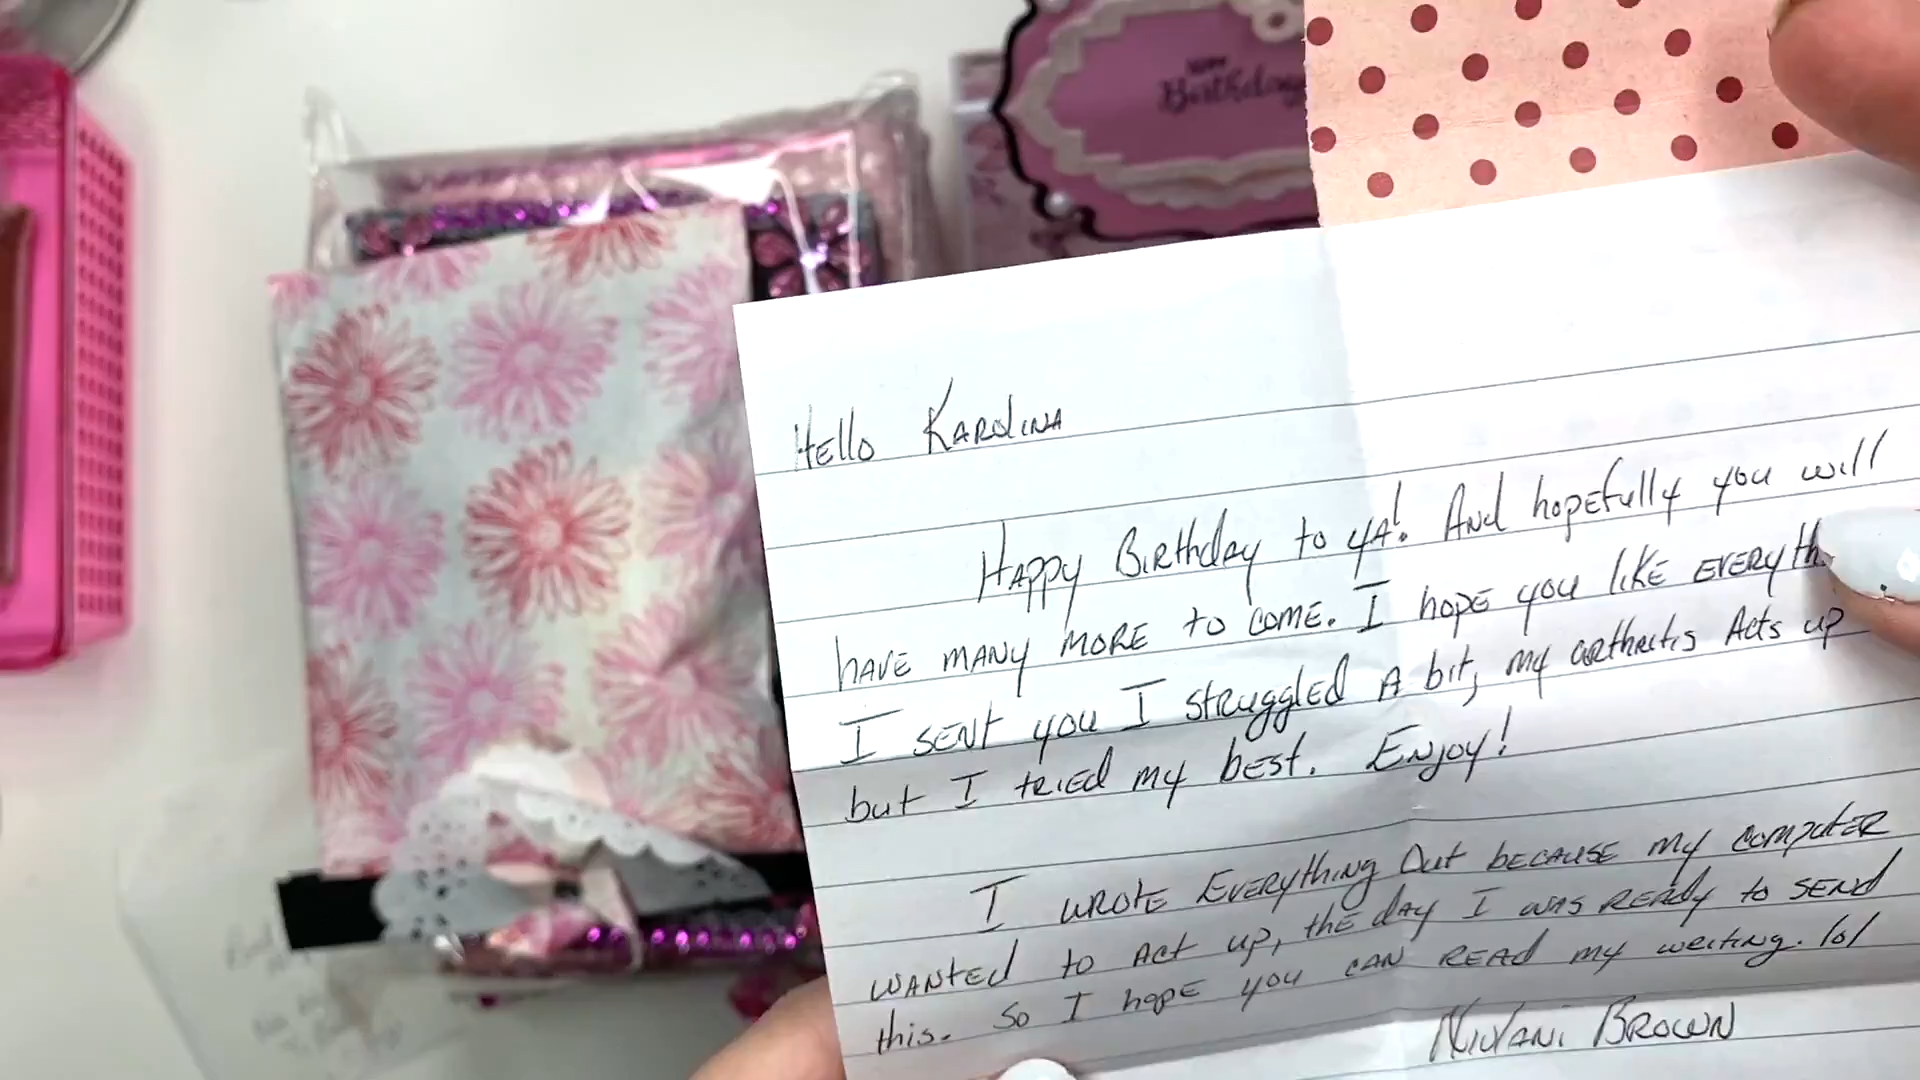 Birthday
Hello Karolina
Happy Birthday to ya! And hopefully you will
have many more to come. I hope you like everyth
I sent you I struggled a bit, my arthritis acts up
but I tried my best. Enjoy!
I wrote everything out because my computer
wanted to act up, the day I was ready to send
this. So I hope you can read my writing. lol
Brown